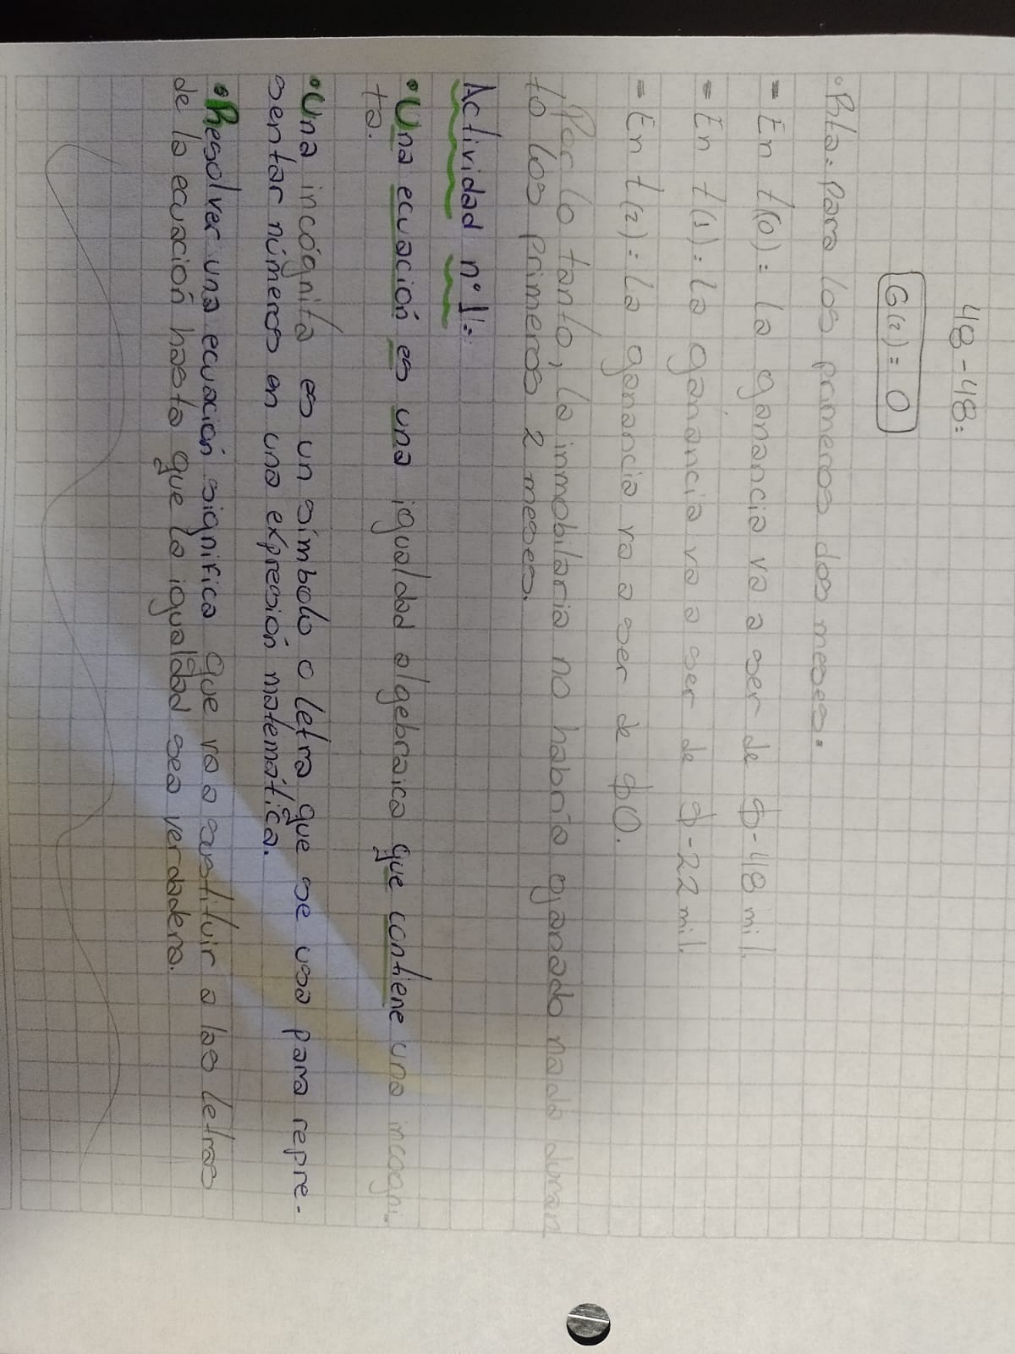 48-48=
G(2) = 0
• Rta: Para los primeros dos meses:
- En t(0)= la ganancia va a ser de $-48 mil.
- En t(1)= la ganancia va a ser de $-22 mil.
- En t(2)= la ganancia va a ser de $0.
Por lo tanto, la inmobilaria no habría ganado nada duran
te los primeros 2 meses.
Actividad n°1:
• Una ecuación es una igualdad algebraica que contiene una incógni-
ta.
• Una incógnita es un símbolo o letra que se usa para repre-
sentar números en una expresión matemática.
• Resolver una ecuación significa que va a sustituir a las letras
de la ecuación hasta que la igualdad sea verdadera.